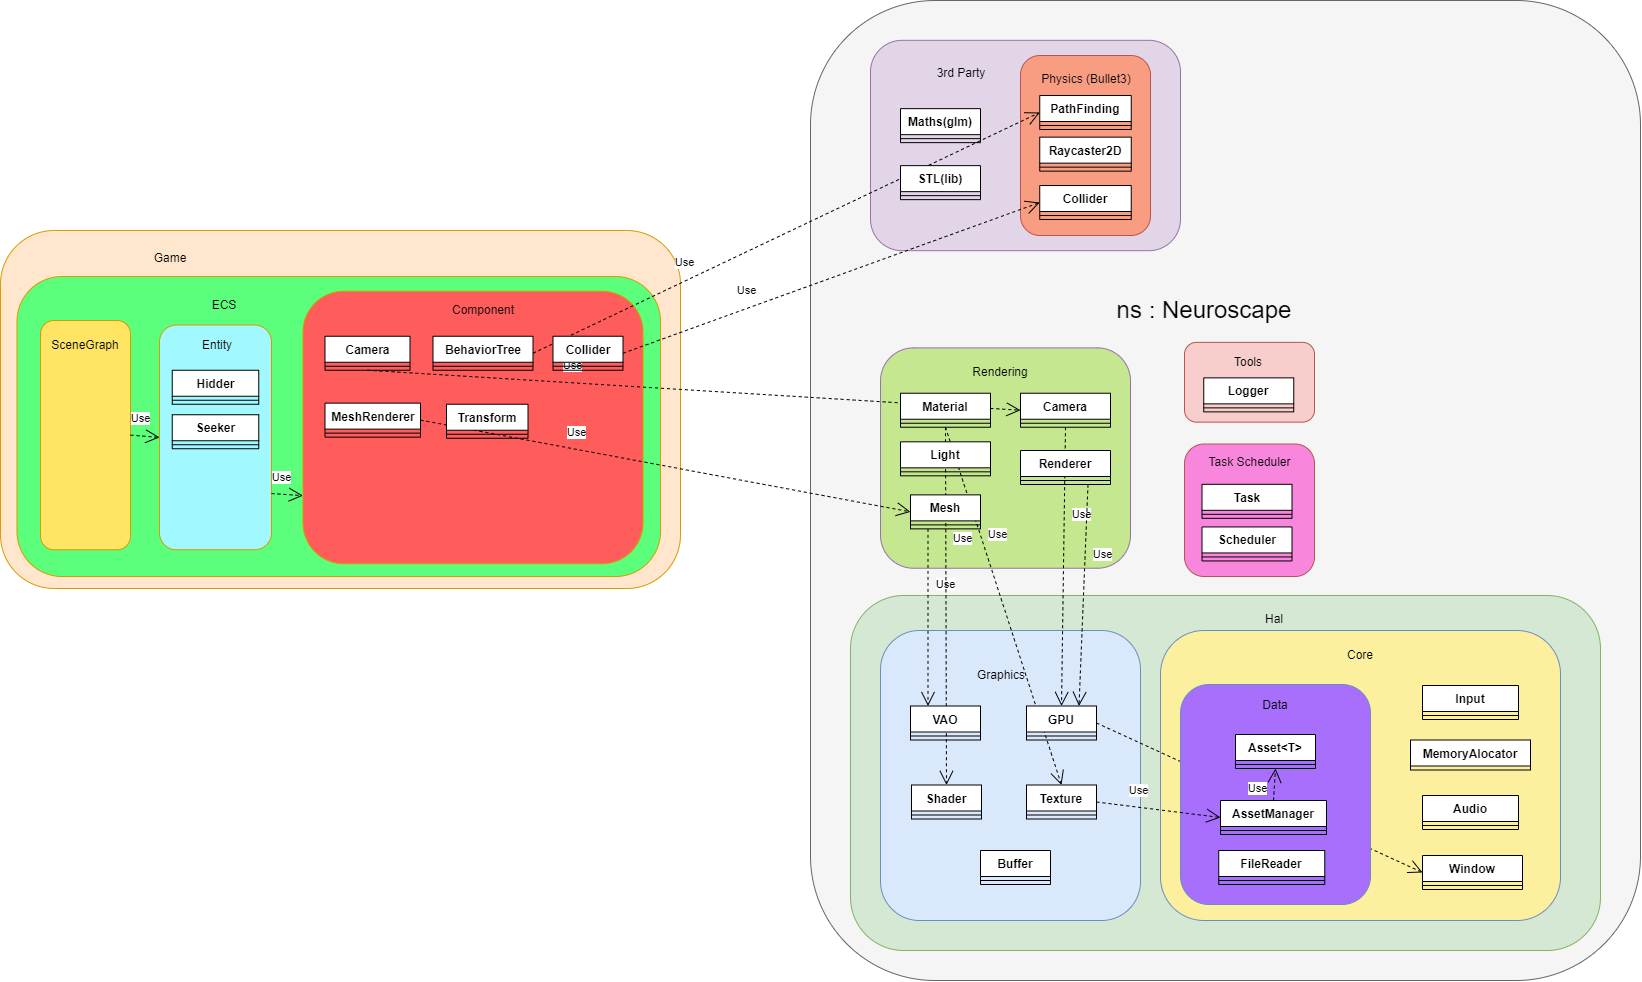 Game
ECS
SceneGraph
Use
Entity
Hidder
Seeker
Use
Component
Camera
BehaviorTree
Collider
Use
MeshRenderer
Transform
Use
Use
Use
ns : Neuroscape
3rd Party
Maths(glm)
STL(lib)
Physics (Bullet3)
PathFinding
Raycaster2D
Collider
Rendering
Material
Camera
Light
Renderer
Mesh
Use
Use
Use
Use
Use
Tools
Logger
Task Scheduler
Task
Scheduler
Hal
Graphics
VAO
GPU
Shader
Texture
Buffer
Use
Core
Data
Asset<T>
Use
AssetManager
FileReader
Input
MemoryAlocator
Audio
Window